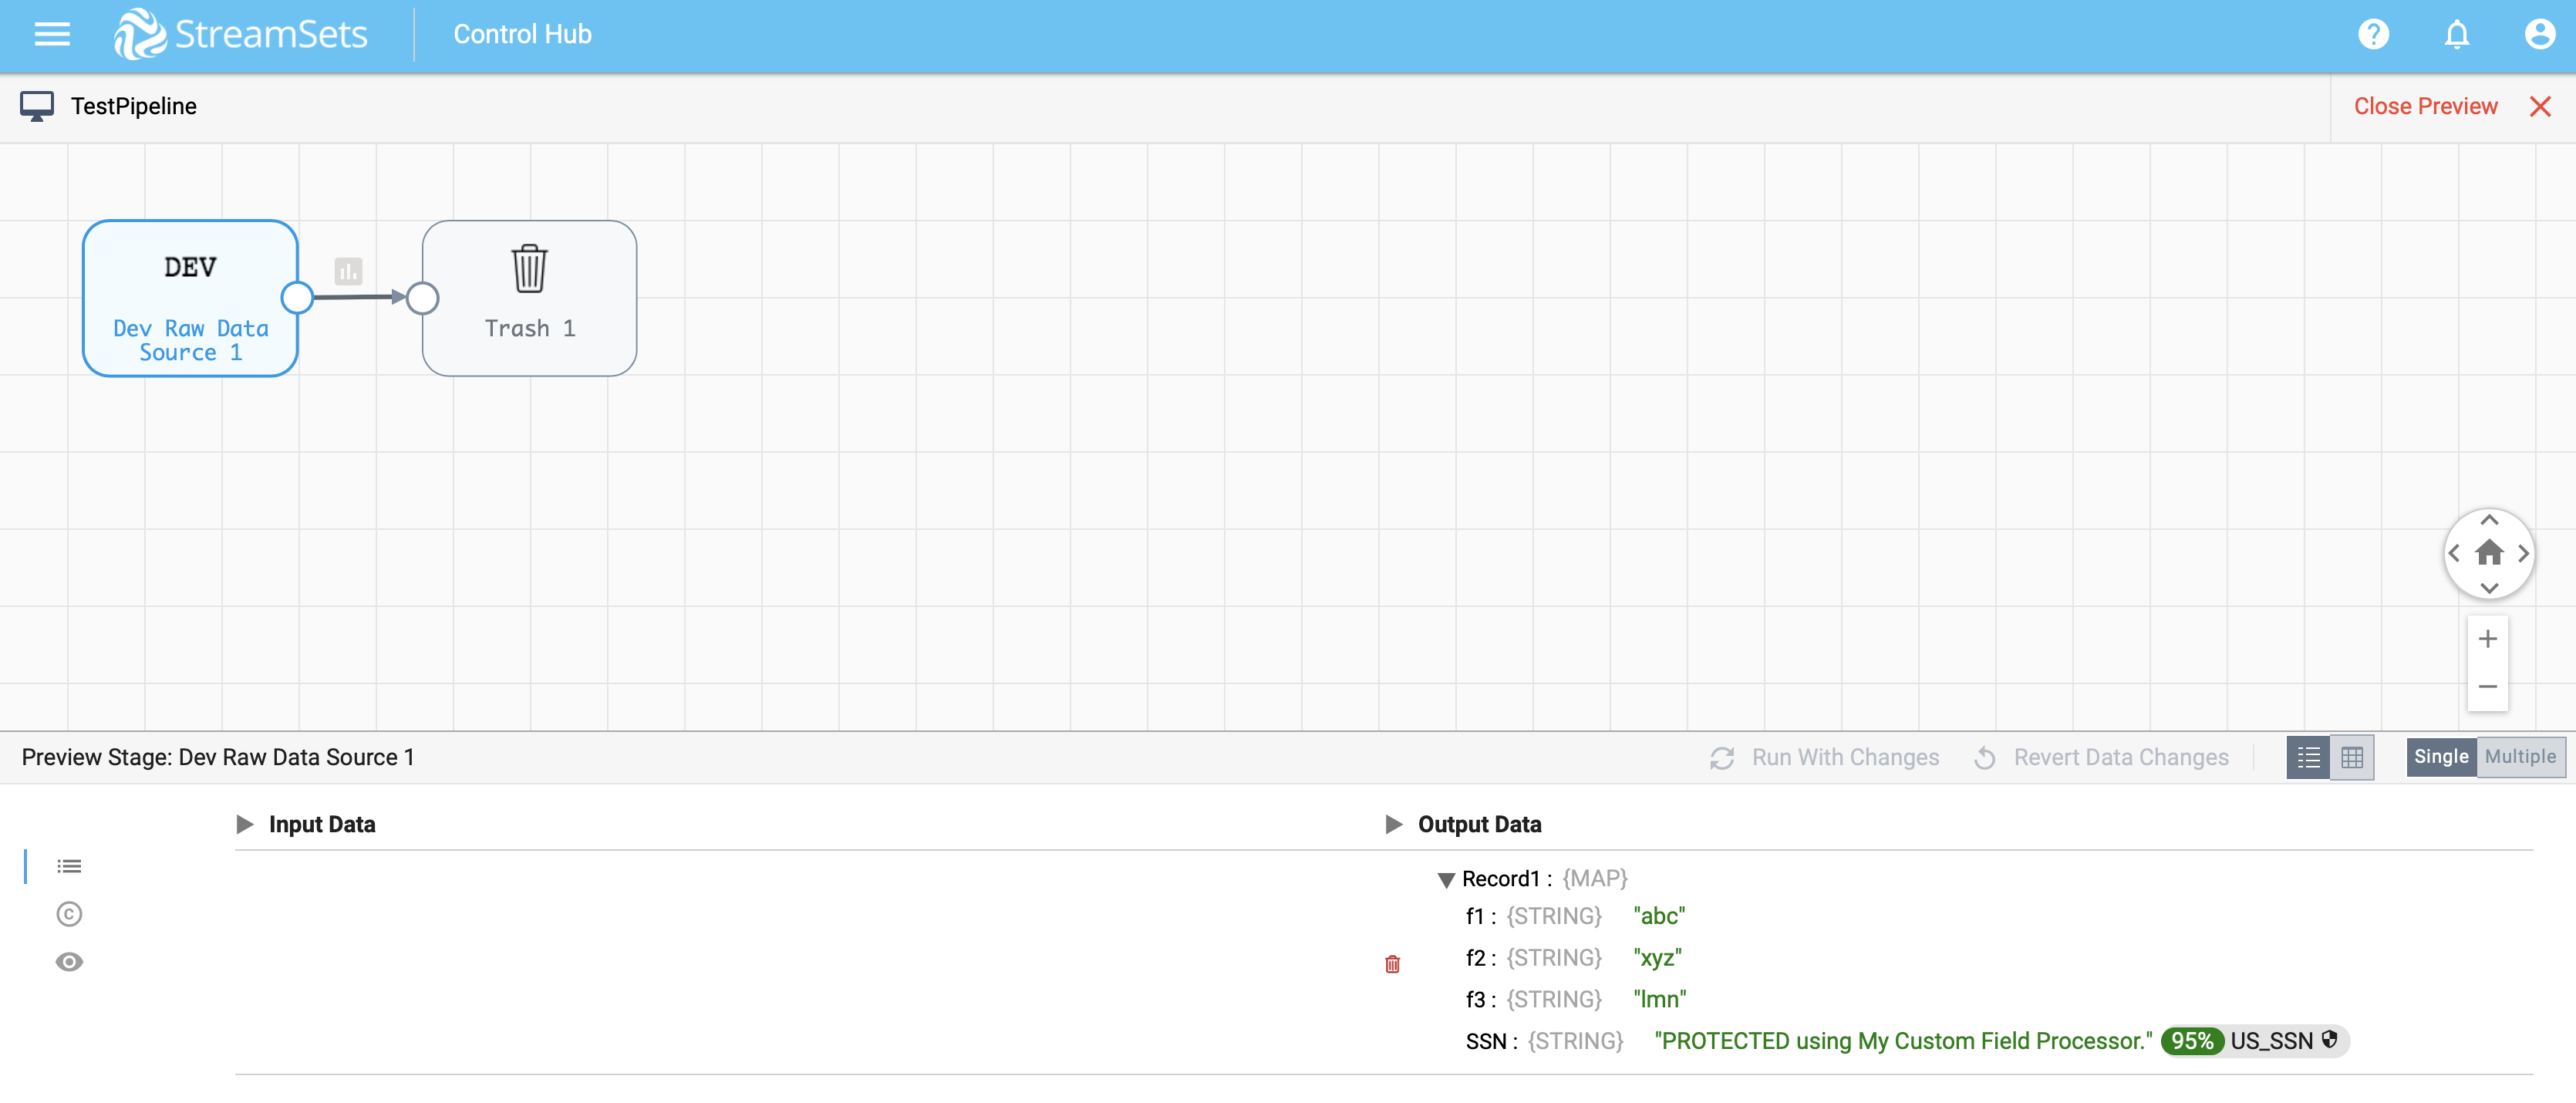 StreamSets
Control Hub
TestPipeline
Close Preview
DEV
Dev Raw Data
Source 1
Trash 1
Preview Stage: Dev Raw Data Source 1
Run With Changes
Revert Data Changes
Single
Multiple
Input Data
Output Data
Record1 : {MAP}
f1 : {STRING} "abc"
f2 : {STRING} "xyz"
f3 : {STRING} "lmn"
SSN : {STRING} "PROTECTED using My Custom Field Processor." 95% US_SSN